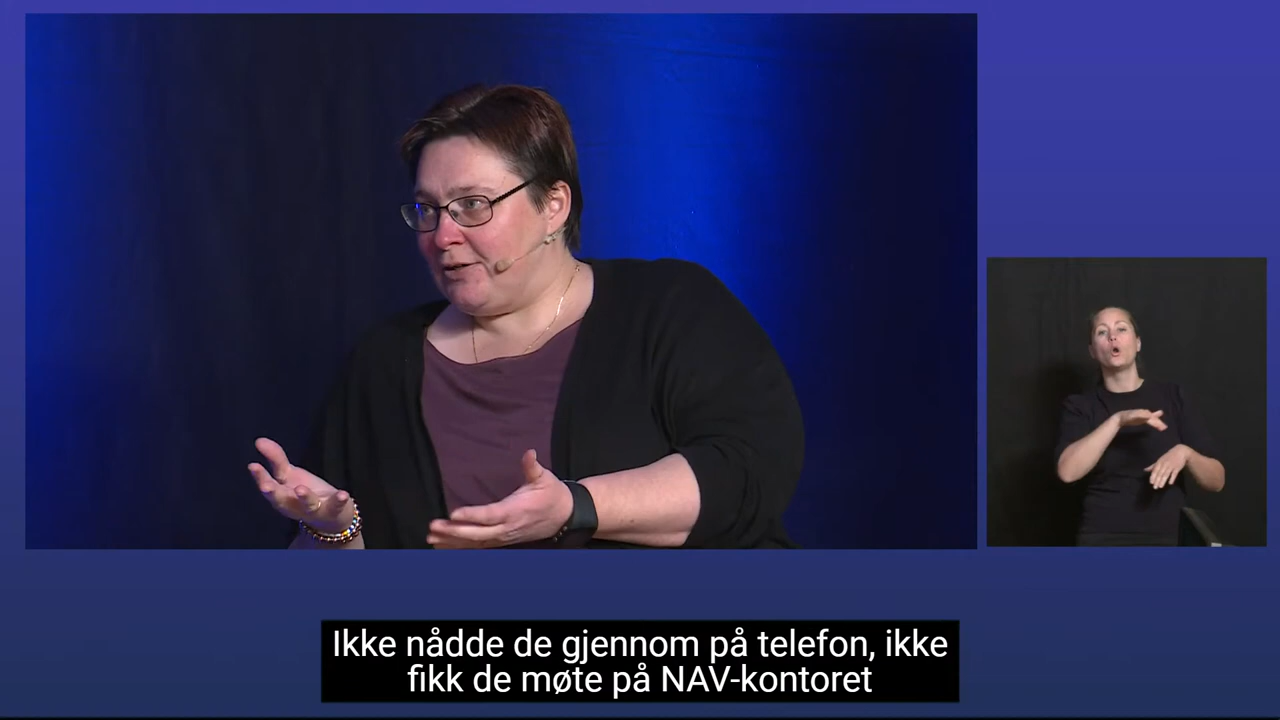 Ikke nådde de gjennom på telefon, ikke
fikk de møte på NAV-kontoret